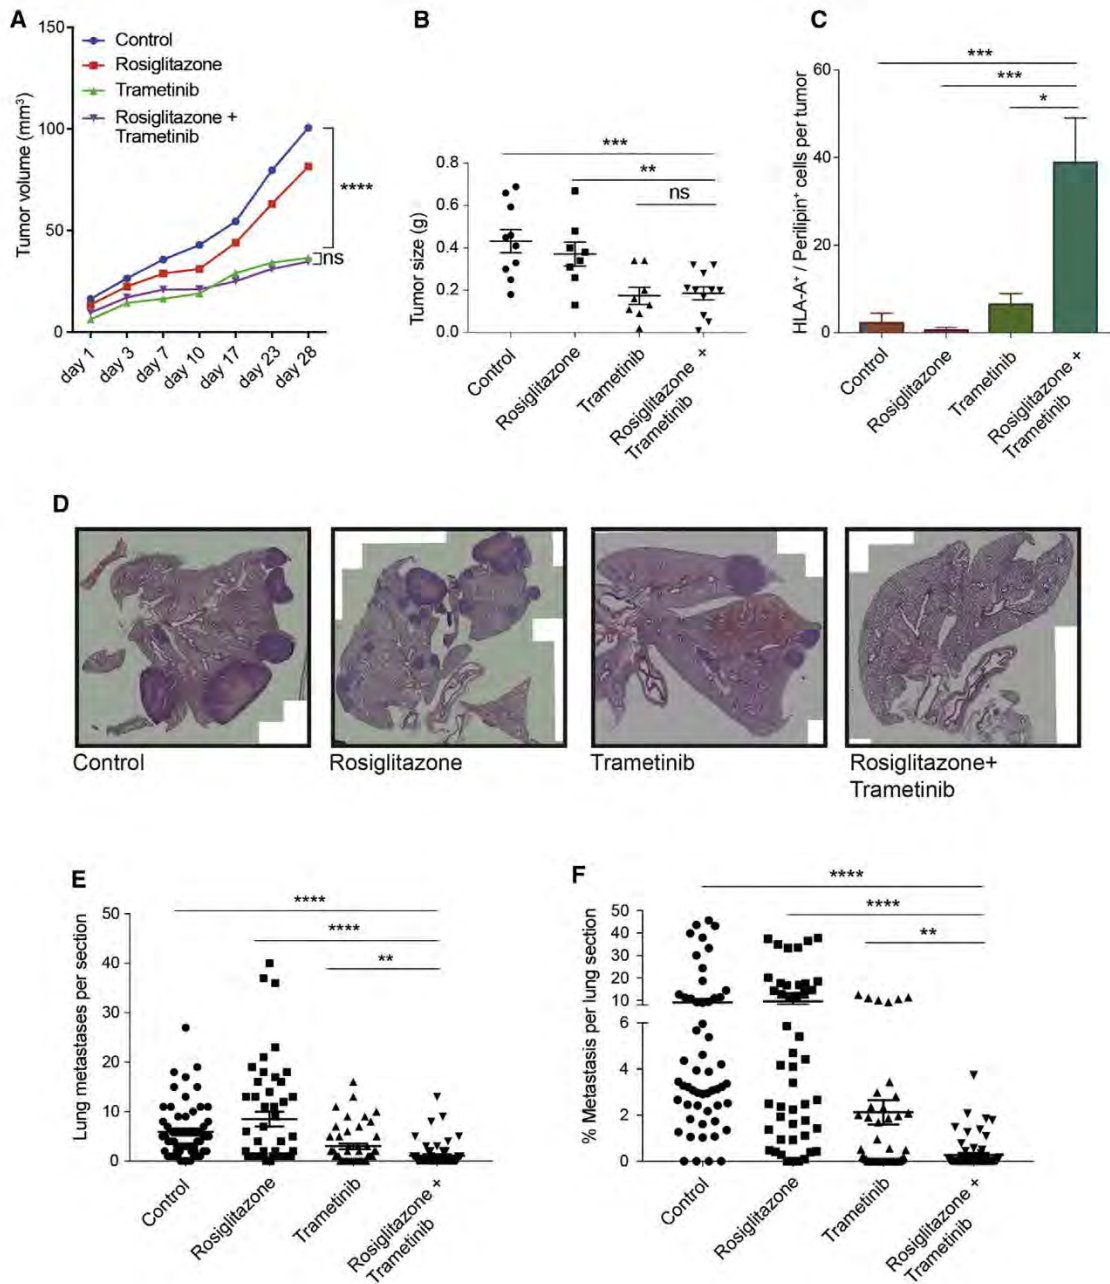 A
Tumor volume (mm³)
150
100
50
0
Control
Rosiglitazone
Trametinib
Rosiglitazone +
Trametinib
****
ns
day 1
day 3
day 7
day 10
day 17
day 23
day 28
B
Tumor size (g)
0.8
0.6
0.4
0.2
0.0
***
**
ns
Control
Rosiglitazone
Trametinib
Rosiglitazone +
Trametinib
C
HLA-A⁺ / Perilipin⁺ cells per tumor
60
40
20
0
***
***
*
Control
Rosiglitazone
Trametinib
Rosiglitazone +
Trametinib
D
Control
Rosiglitazone
Trametinib
Rosiglitazone+
Trametinib
E
Lung metastases per section
50
40
30
20
10
0
****
****
**
Control
Rosiglitazone
Trametinib
Rosiglitazone +
Trametinib
F
% Metastasis per lung section
50
40
30
20
10
6
4
2
0
****
****
**
Control
Rosiglitazone
Trametinib
Rosiglitazone +
Trametinib